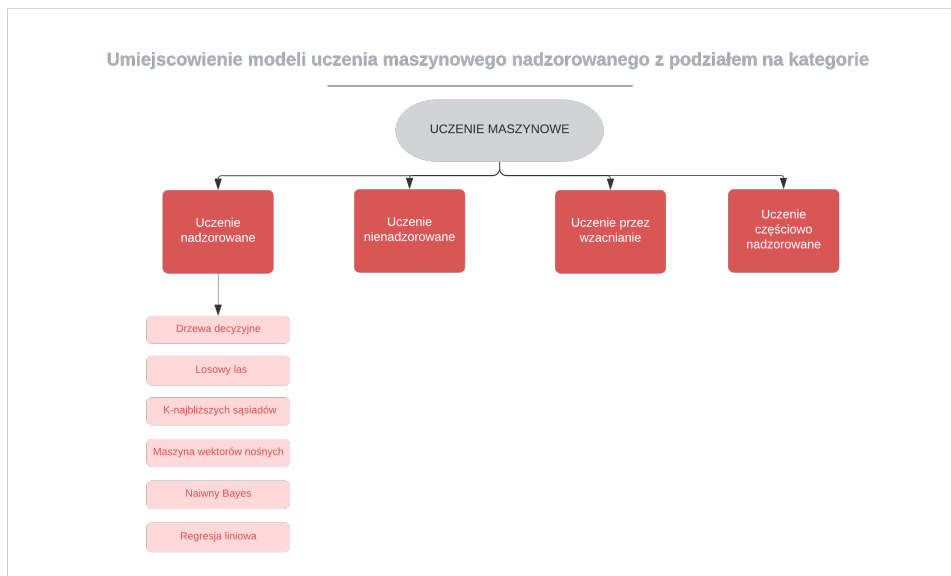 Umiejscowienie modeli uczenia maszynowego nadzorowanego z podziałem na kategorie
UCZENIE MASZYNOWE
Uczenie
nadzorowane
Uczenie
nienadzorowane
Uczenie przez
wzacnianie
Uczenie
częściowo
nadzorowane
Drzewa decyzyjne
Losowy las
K-najbliższych sąsiadów
Maszyna wektorów nośnych
Naiwny Bayes
Regresja liniowa